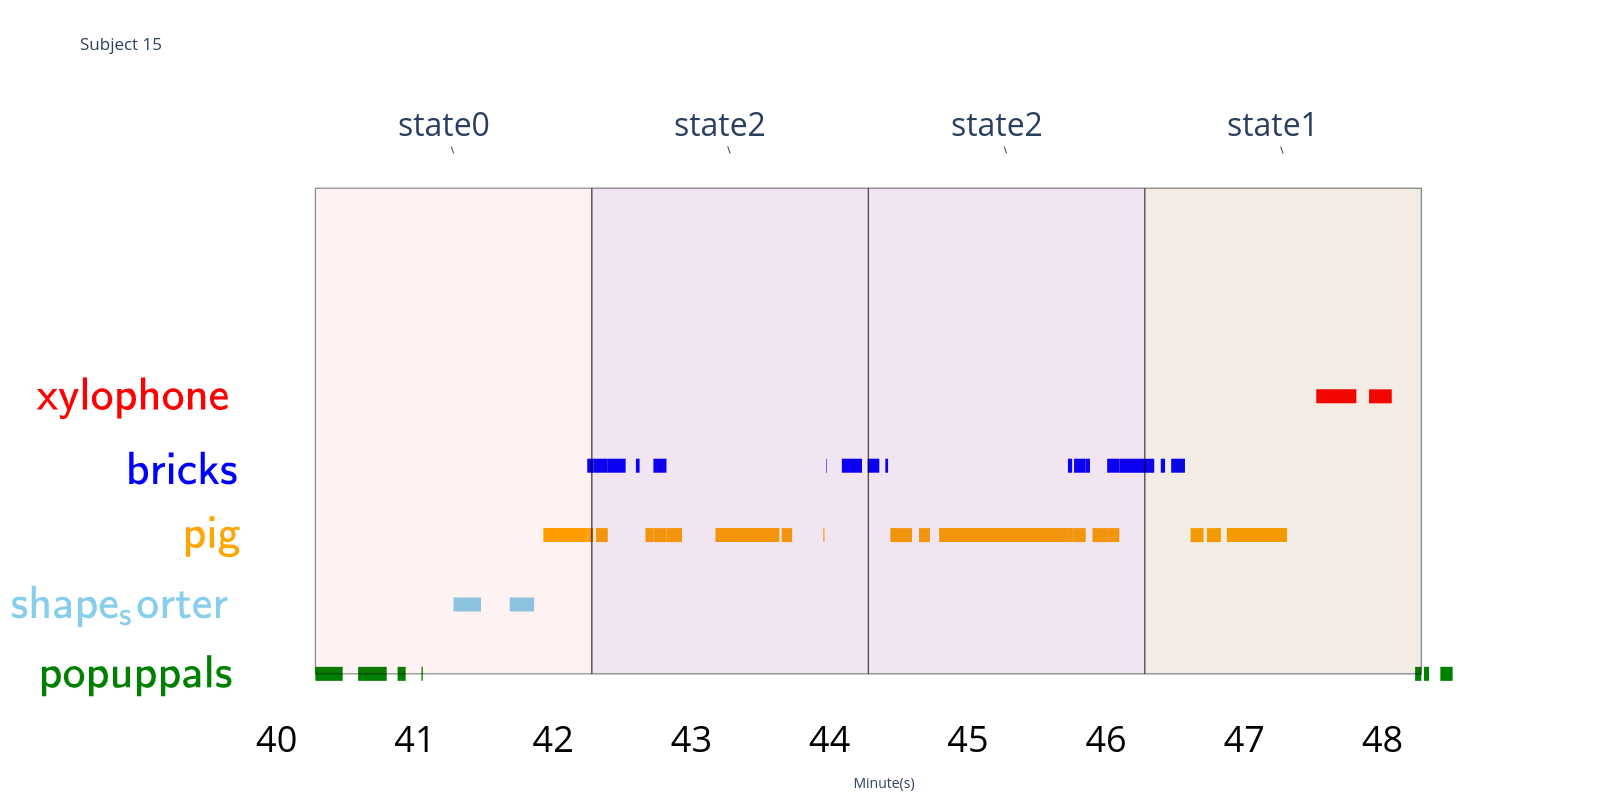 Subject 15
state0 state2 state2 state1
xylophone
bricks
pig
shapesorter
popuppals
40 41 42 43 44 45 46 47 48
Minute(s)